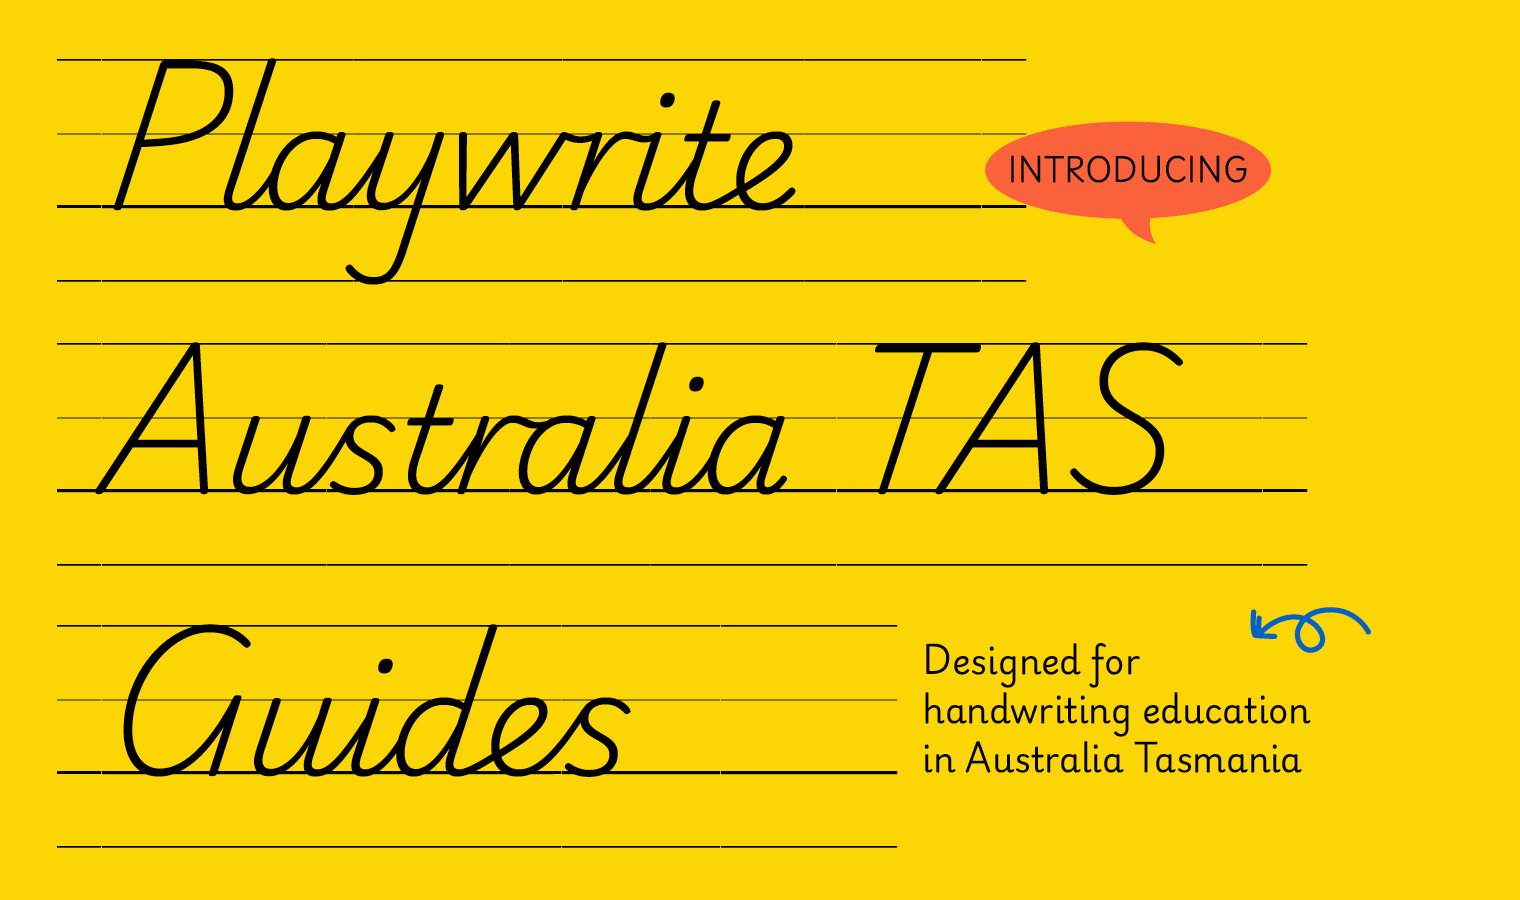 Playwrite
INTRODUCING
Australia TAS
Guides
Designed for
handwriting education
in Australia Tasmania